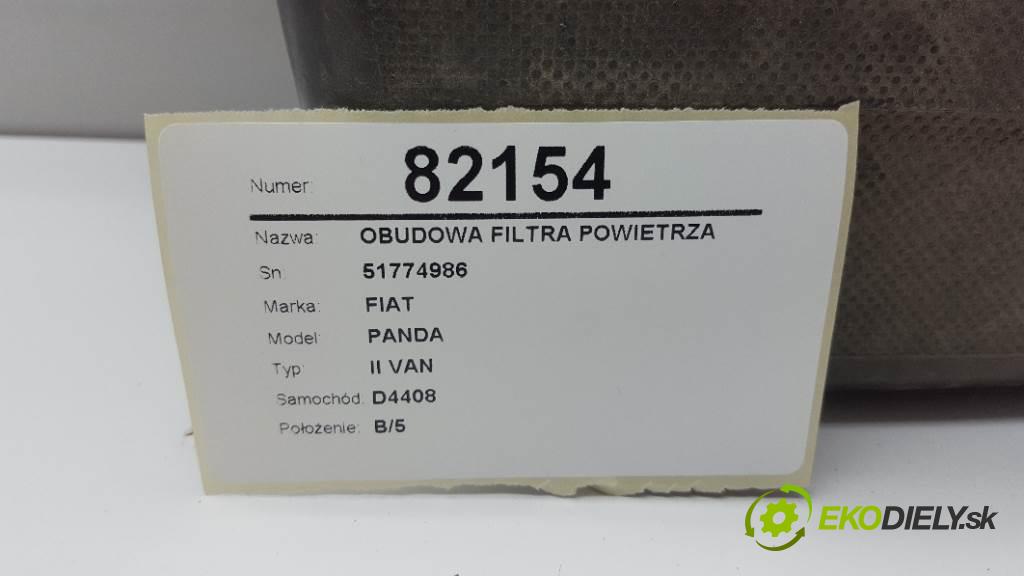 Numer: 82154
Nazwa: OBUDOWA FILTRA POWIETRZA
Sn: 51774986
Marka: FIAT
Model: PANDA
Typ: II VAN
Samochód: D4408
Położenie: B/5
EKODIELY.sk